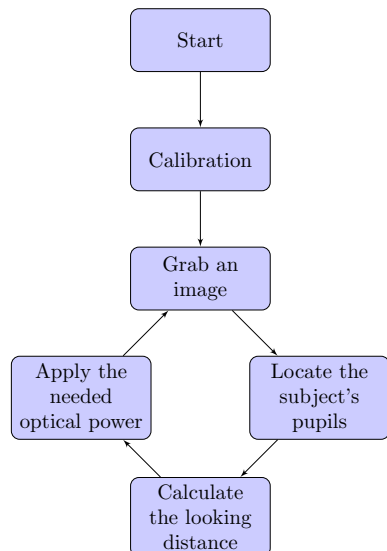 Start
Calibration
Grab an
image
Apply the
needed
optical power
Locate the
subject's
pupils
Calculate
the looking
distance